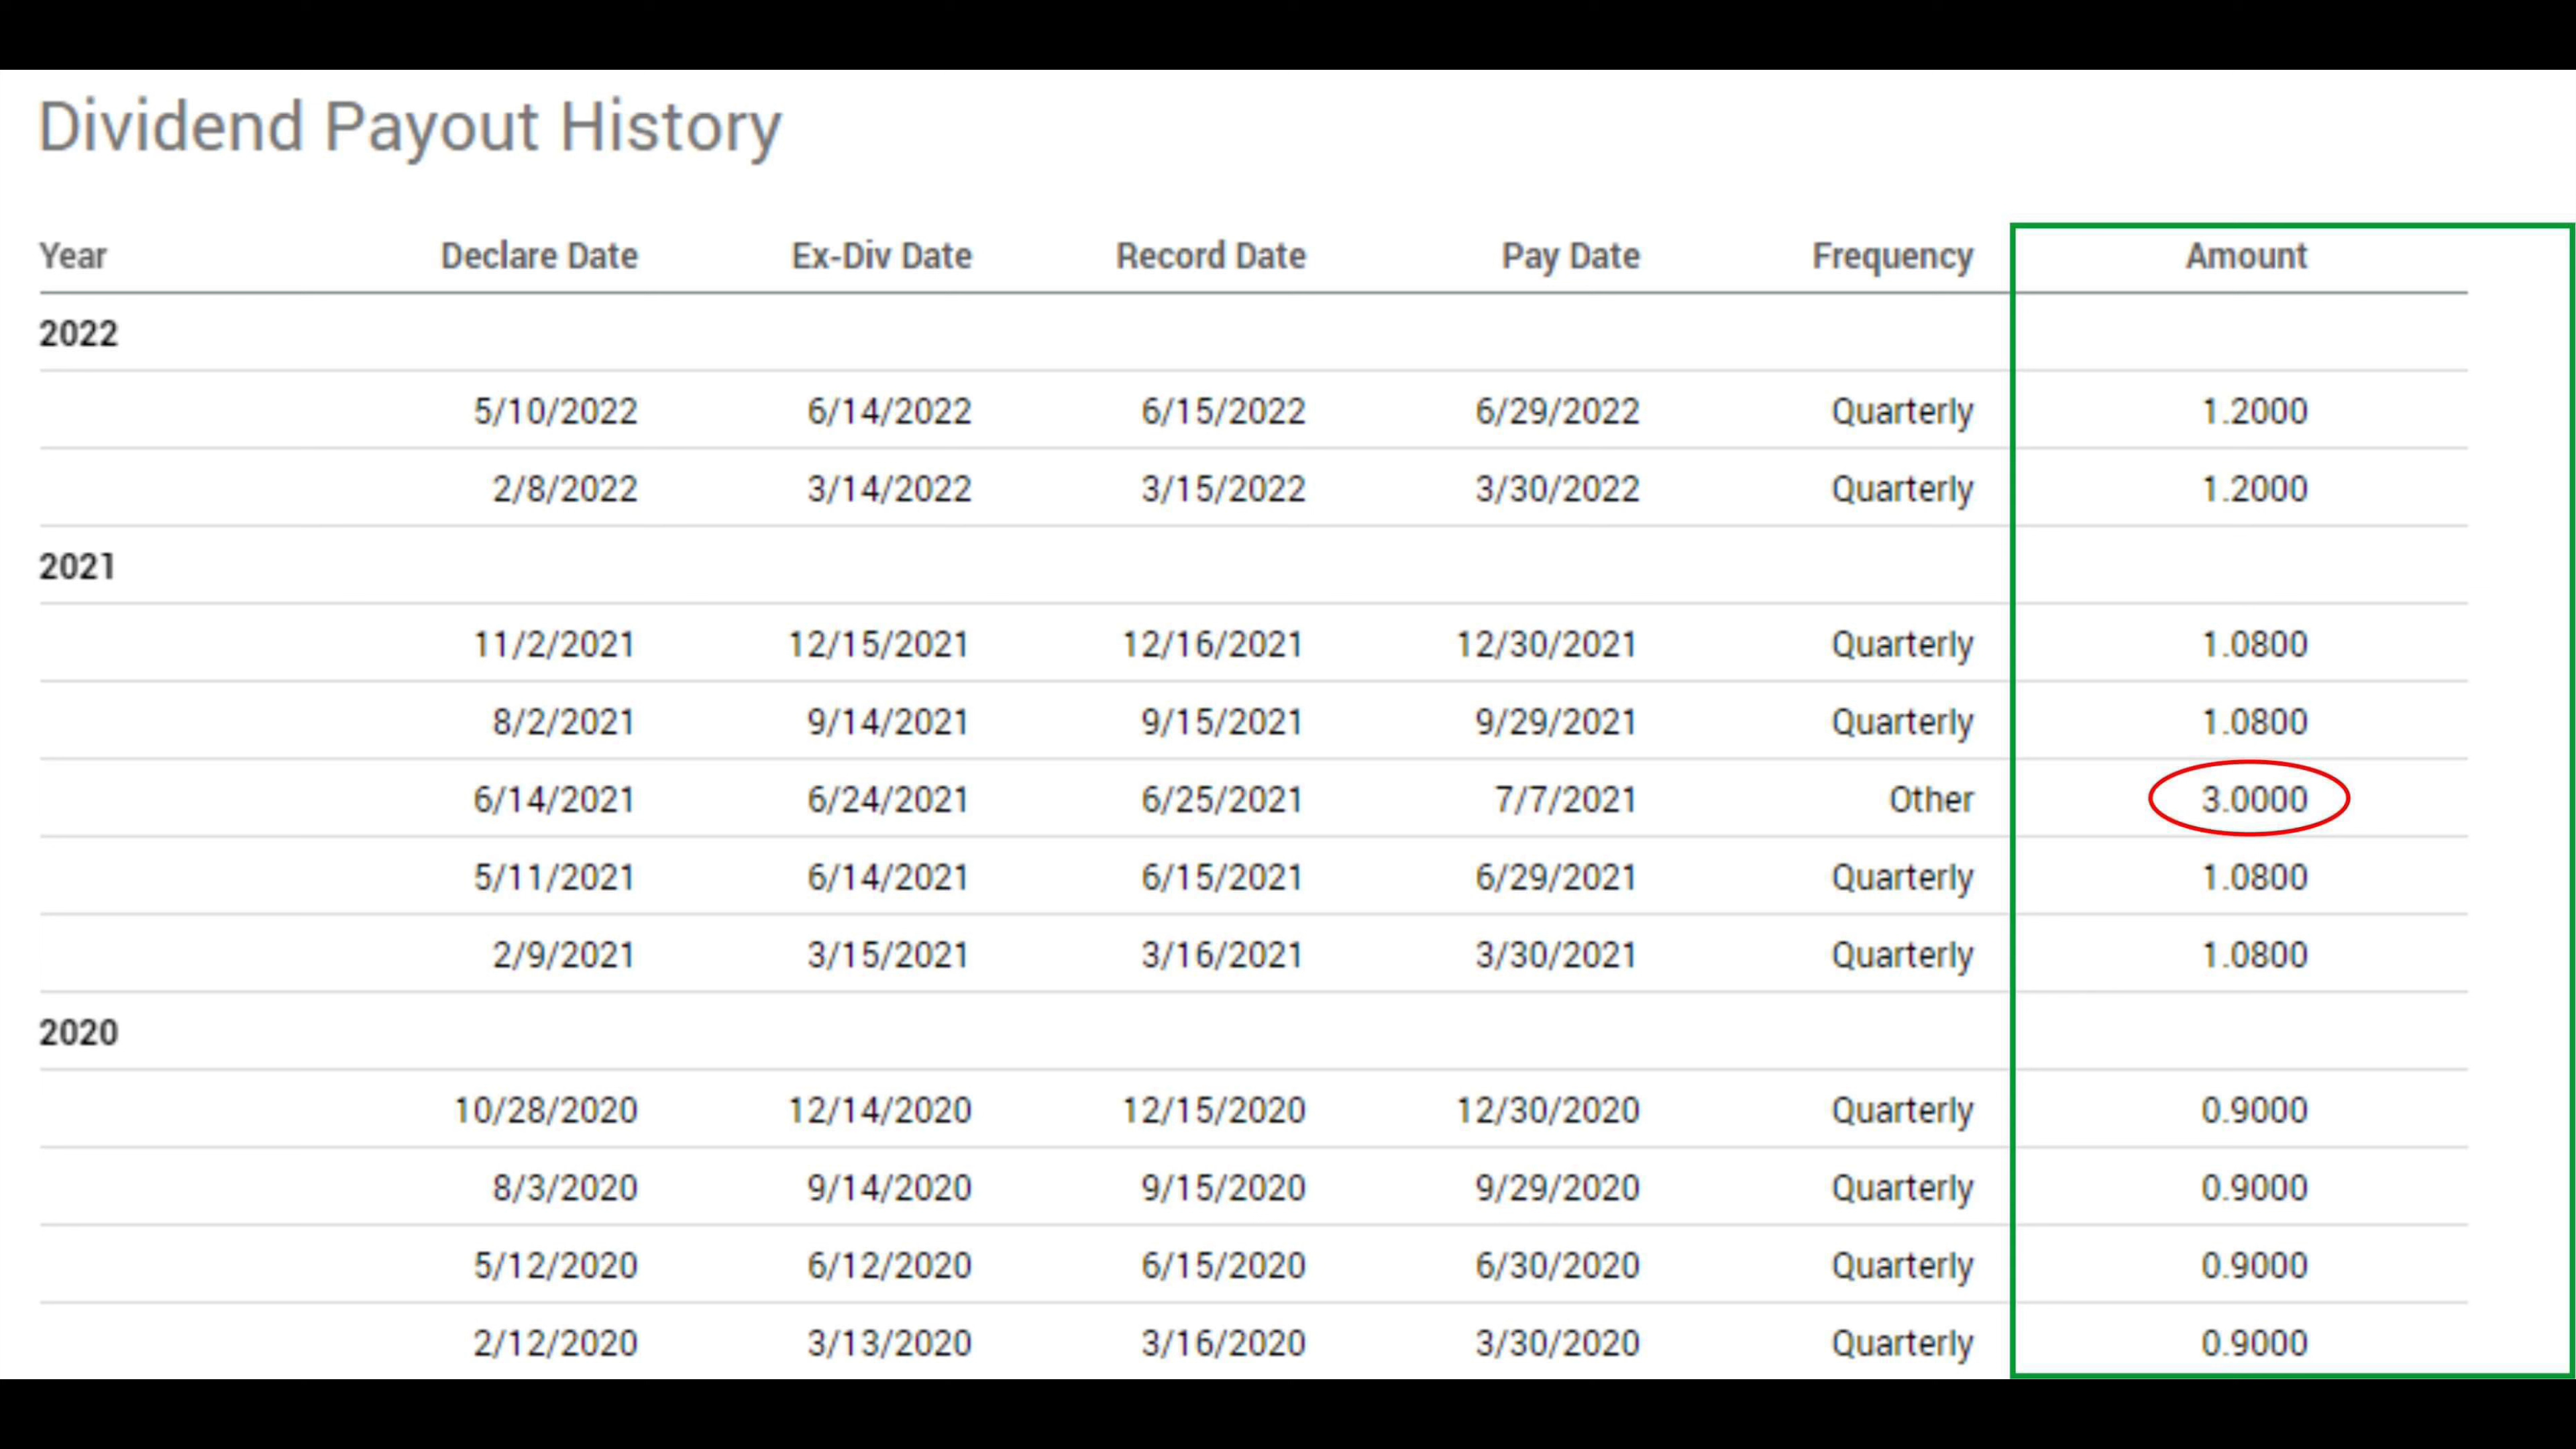 Dividend Payout History
Year Declare Date Ex-Div Date Record Date Pay Date Frequency Amount
2022
5/10/2022 6/14/2022 6/15/2022 6/29/2022 Quarterly 1.2000
2/8/2022 3/14/2022 3/15/2022 3/30/2022 Quarterly 1.2000
2021
11/2/2021 12/15/2021 12/16/2021 12/30/2021 Quarterly 1.0800
8/2/2021 9/14/2021 9/15/2021 9/29/2021 Quarterly 1.0800
6/14/2021 6/24/2021 6/25/2021 7/7/2021 Other 3.0000
5/11/2021 6/14/2021 6/15/2021 6/29/2021 Quarterly 1.0800
2/9/2021 3/15/2021 3/16/2021 3/30/2021 Quarterly 1.0800
2020
10/28/2020 12/14/2020 12/15/2020 12/30/2020 Quarterly 0.9000
8/3/2020 9/14/2020 9/15/2020 9/29/2020 Quarterly 0.9000
5/12/2020 6/12/2020 6/15/2020 6/30/2020 Quarterly 0.9000
2/12/2020 3/13/2020 3/16/2020 3/30/2020 Quarterly 0.9000